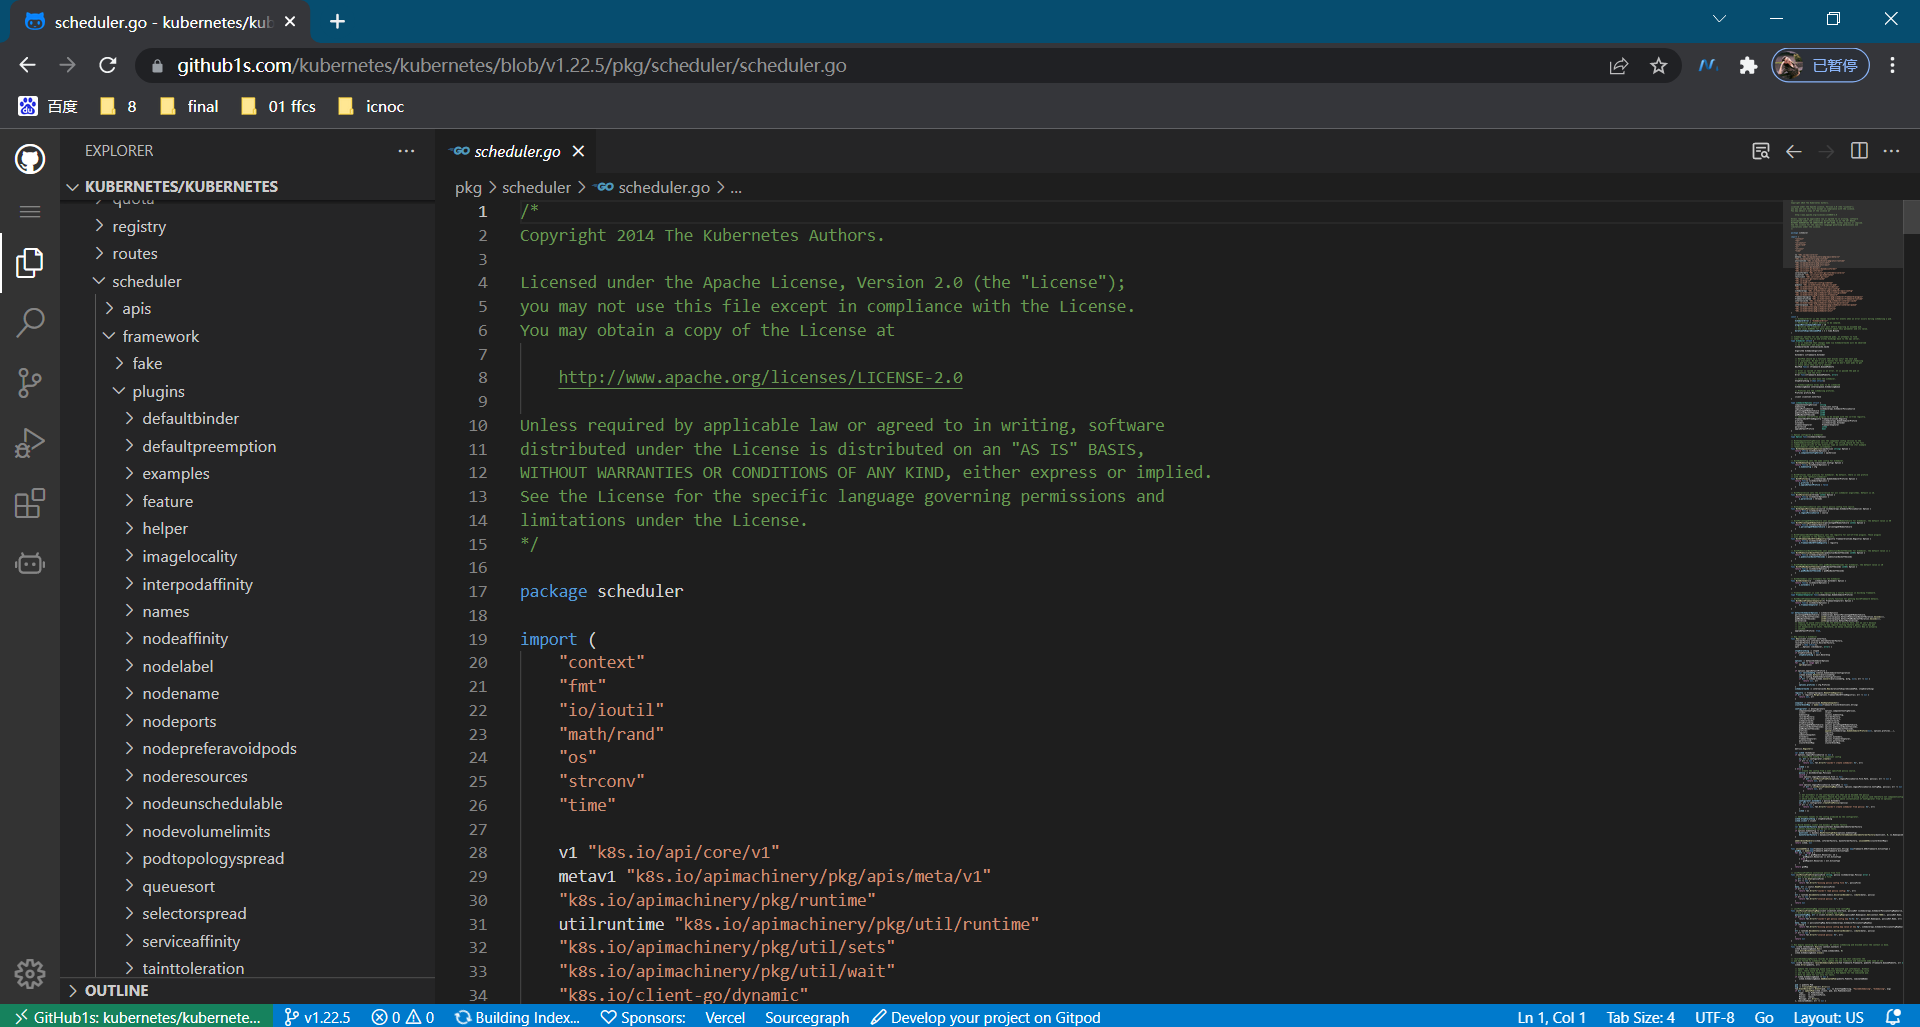 scheduler.go - kubernetes/kub
github1s.com/kubernetes/kubernetes/blob/v1.22.5/pkg/scheduler/scheduler.go
已暂停
百度
8
final
01 ffcs
icnoc
EXPLORER
KUBERNETES/KUBERNETES
quota
registry
routes
scheduler
apis
framework
fake
plugins
defaultbinder
defaultpreemption
examples
feature
helper
imagelocality
interpodaffinity
names
nodeaffinity
nodelabel
nodename
nodeports
nodepreferavoidpods
noderesources
nodeunschedulable
nodevolumelimits
podtopologyspread
queuesort
selectorspread
serviceaffinity
tainttoleration
OUTLINE
GO scheduler.go
pkg > scheduler > GO scheduler.go > ...
1 /*
2 Copyright 2014 The Kubernetes Authors.
3
4 Licensed under the Apache License, Version 2.0 (the "License");
5 you may not use this file except in compliance with the License.
6 You may obtain a copy of the License at
7
8 http://www.apache.org/licenses/LICENSE-2.0
9
10 Unless required by applicable law or agreed to in writing, software
11 distributed under the License is distributed on an "AS IS" BASIS,
12 WITHOUT WARRANTIES OR CONDITIONS OF ANY KIND, either express or implied.
13 See the License for the specific language governing permissions and
14 limitations under the License.
15 */
16
17 package scheduler
18
19 import (
20 "context"
21 "fmt"
22 "io/ioutil"
23 "math/rand"
24 "os"
25 "strconv"
26 "time"
27
28 v1 "k8s.io/api/core/v1"
29 metav1 "k8s.io/apimachinery/pkg/apis/meta/v1"
30 "k8s.io/apimachinery/pkg/runtime"
31 utilruntime "k8s.io/apimachinery/pkg/util/runtime"
32 "k8s.io/apimachinery/pkg/util/sets"
33 "k8s.io/apimachinery/pkg/util/wait"
34 "k8s.io/client-go/dynamic"
GitHub1s: kubernetes/kubernete... v1.22.5 0 0 Building Index... Sponsors: Vercel Sourcegraph Develop your project on Gitpod Ln 1, Col 1 Tab Size: 4 UTF-8 Go Layout: US